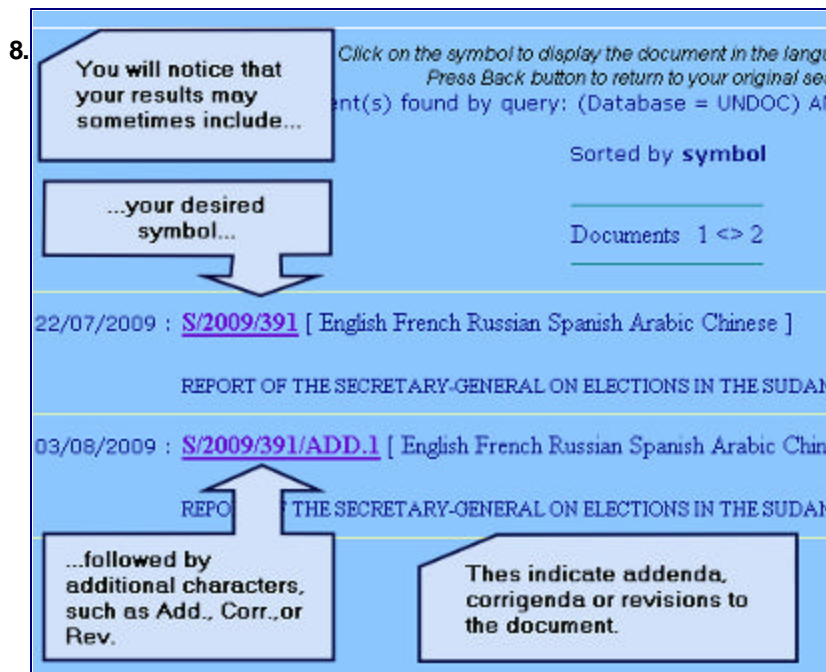 8.
You will notice that
your results may
sometimes include...
Click on the symbol to display the document in the langu
Press Back button to return to your original sea
ent(s) found by query: (Database = UNDOC) AN
Sorted by symbol
...your desired
symbol...
Documents 1 <> 2
22/07/2009 : S/2009/391 [ English French Russian Spanish Arabic Chinese ]
REPORT OF THE SECRETARY-GENERAL ON ELECTIONS IN THE SUDAN
03/08/2009 : S/2009/391/ADD.1 [ English French Russian Spanish Arabic Chin
REPO THE SECRETARY-GENERAL ON ELECTIONS IN THE SUDAN
...followed by
additional characters,
such as Add., Corr.,or
Rev.
Thes indicate addenda,
corrigenda or revisions to
the document.